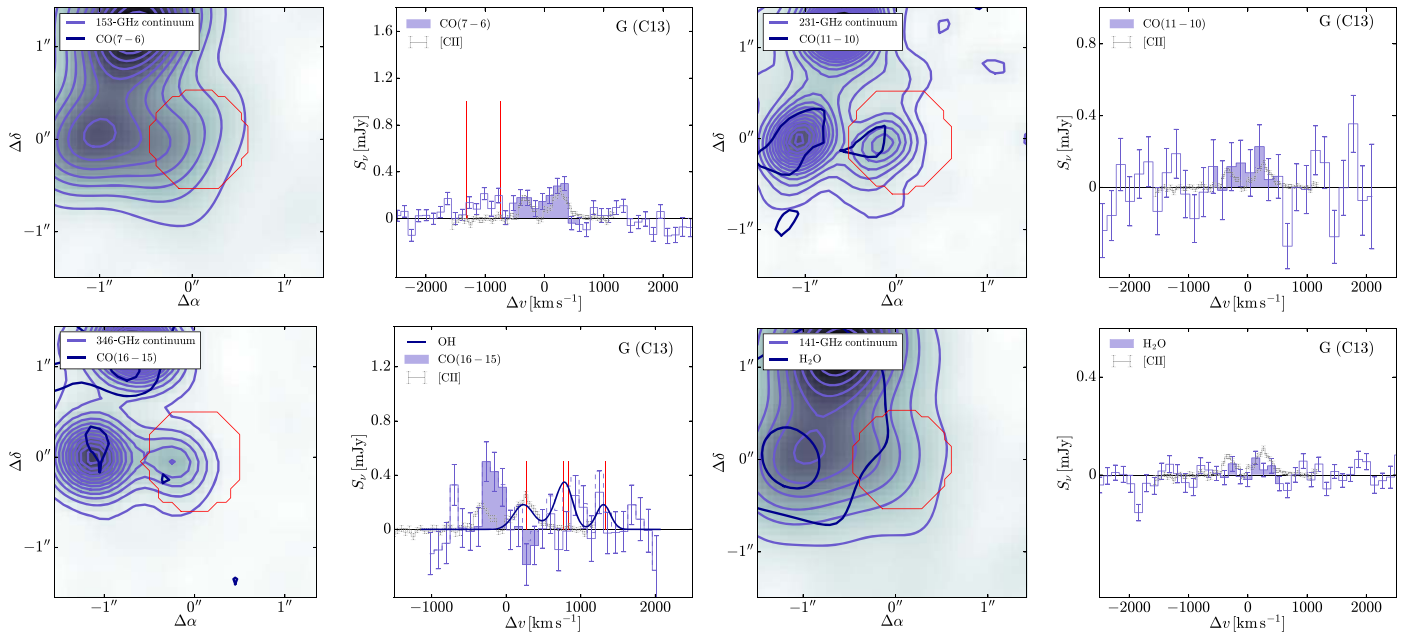 153-GHz continuum
CO(7 − 6)
1″
0″
−1″
Δδ
−1″ 0″ 1″
Δα
CO(7−6)
[CII]
G (C13)
1.6
1.2
0.8
0.4
0
Sν [mJy]
−2000 −1000 0 1000 2000
Δv [km s⁻¹]
231-GHz continuum
CO(11 − 10)
1″
0″
−1″
Δδ
−1″ 0″ 1″
Δα
CO(11−10)
[CII]
G (C13)
0.8
0.4
0
Sν [mJy]
−2000 −1000 0 1000 2000
Δv [km s⁻¹]
346-GHz continuum
CO(16 − 15)
1″
0″
−1″
Δδ
−1″ 0″ 1″
Δα
OH
CO(16−15)
[CII]
G (C13)
1.2
0.8
0.4
0
Sν [mJy]
−1000 0 1000 2000
Δv [km s⁻¹]
141-GHz continuum
H₂O
1″
0″
−1″
Δδ
−1″ 0″ 1″
Δα
H₂O
[CII]
G (C13)
0.4
0
Sν [mJy]
−2000 −1000 0 1000 2000
Δv [km s⁻¹]